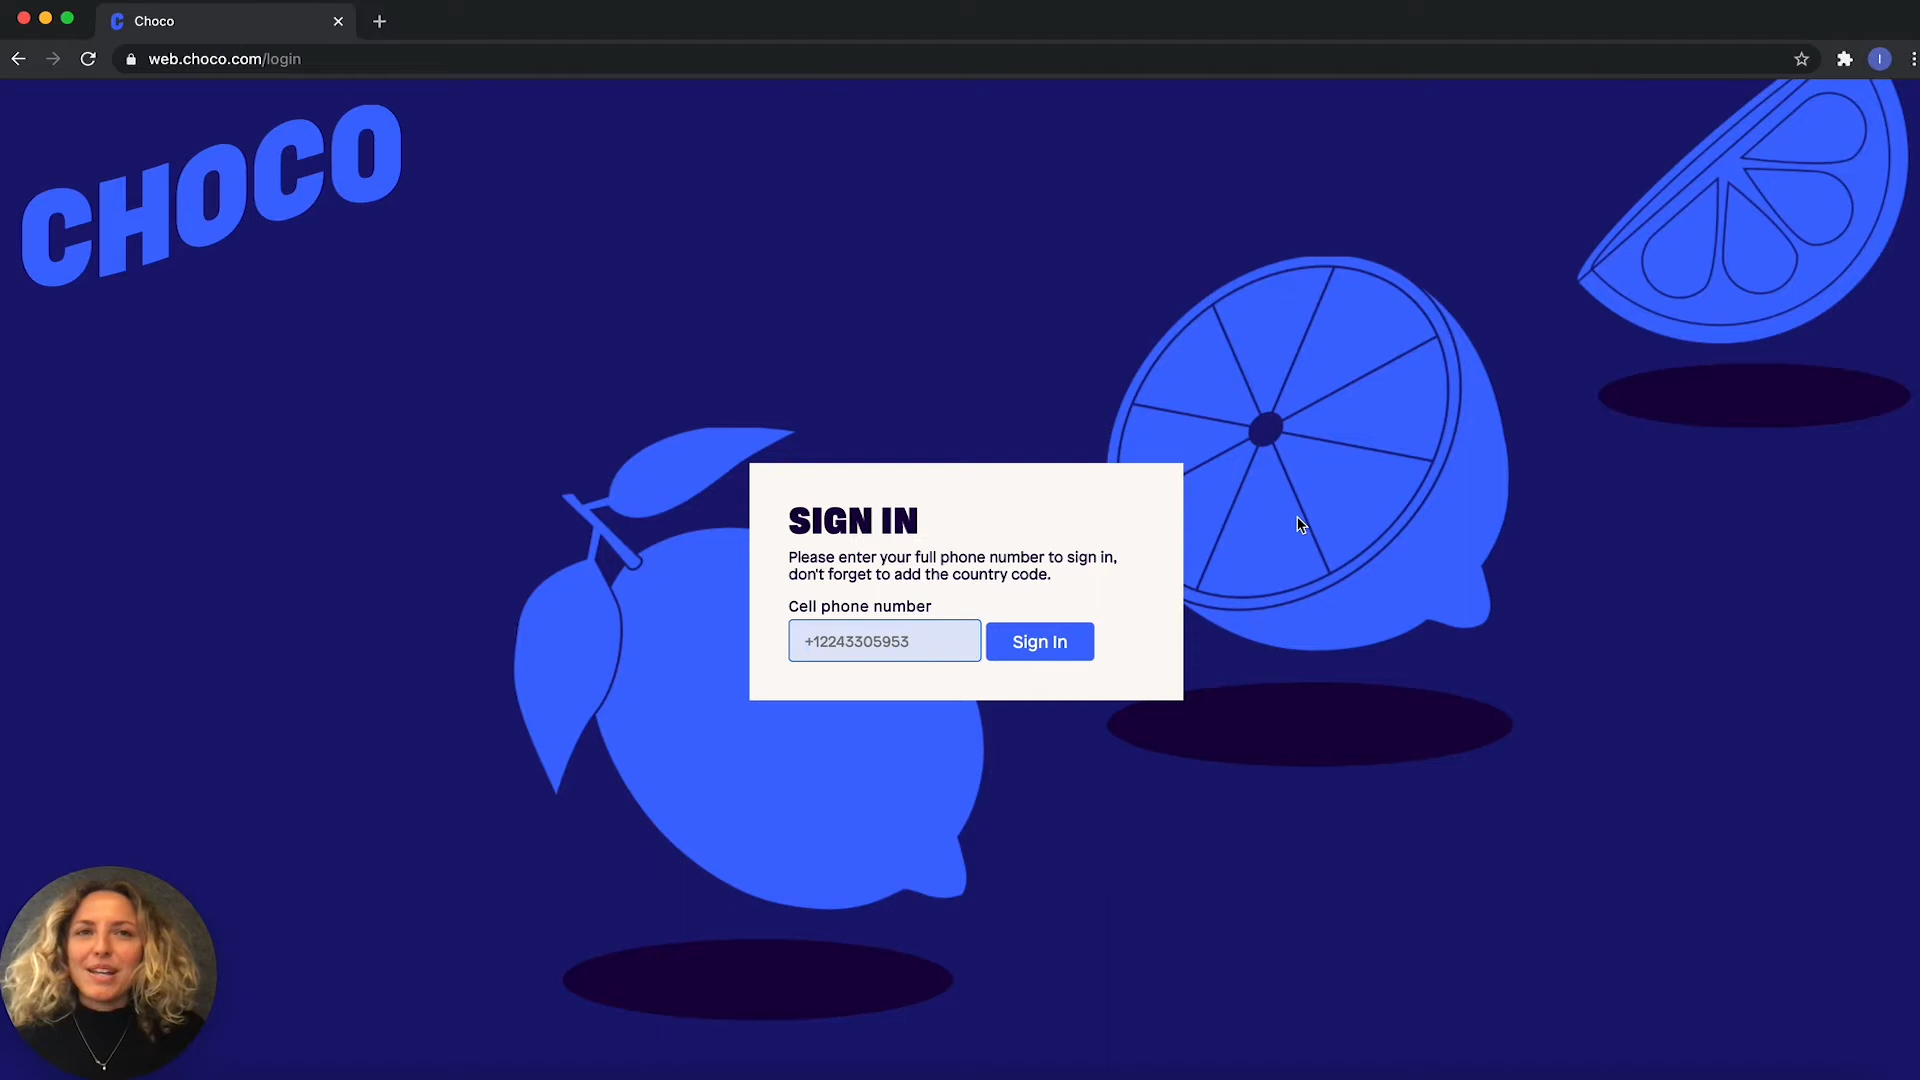 Choco
web.choco.com/login
I
CHOCO
SIGN IN
Please enter your full phone number to sign in,
don't forget to add the country code.
Cell phone number
+12243305953
Sign In